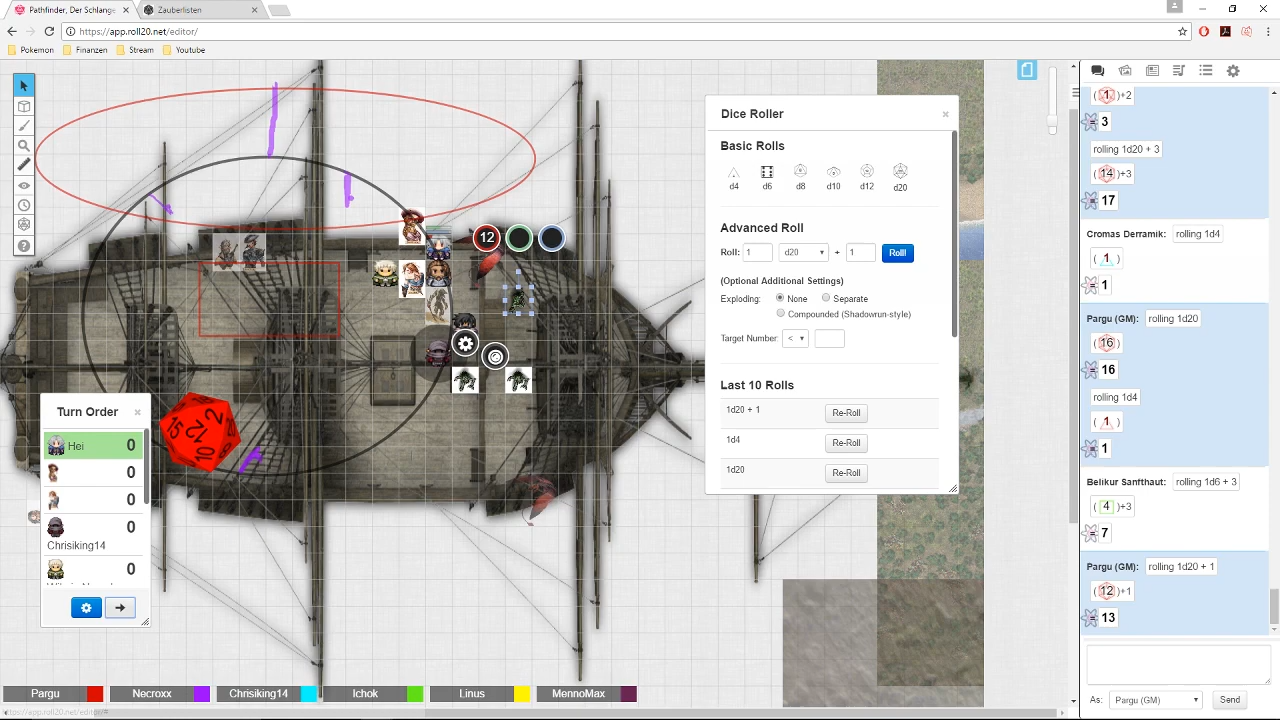 Pathfinder, Der Schlange
Zauberlisten
https://app.roll20.net/editor/
Pokemon
Finanzen
Stream
Youtube
12
15
12
2
10
Turn Order
Hei 0
0
0
0
Chrisiking14
0
Dice Roller
Basic Rolls
d4
d6
d8
d10
d12
d20
Advanced Roll
Roll: 1 d20 + 1 Roll!
(Optional Additional Settings)
Exploding: None Separate
Compounded (Shadowrun-style)
Target Number <
Last 10 Rolls
1d20 + 1 Re-Roll
1d4 Re-Roll
1d20 Re-Roll
(1)+2
= 3
rolling 1d20 + 3
(14)+3
= 17
Cromas Derramik: rolling 1d4
(1)
= 1
Pargu (GM): rolling 1d20
(16)
= 16
rolling 1d4
(1)
= 1
Belikur Sanfthaut: rolling 1d6 + 3
(4)+3
= 7
Pargu (GM): rolling 1d20 + 1
(12)+1
= 13
As: Pargu (GM) Send
Pargu
Necroxx
Chrisiking14
Ichok
Linus
MennoMax
https://app.roll20.net/editor/#